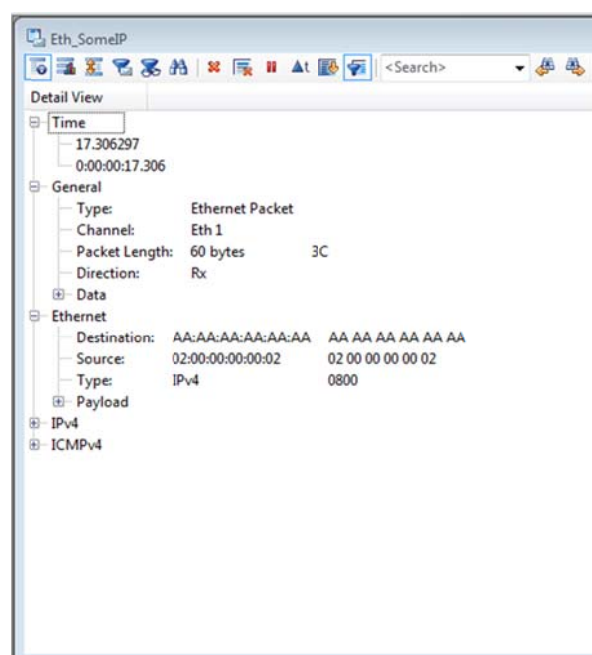 Eth_SomeIP
Δt <Search>
Detail View
Time
17.306297
0:00:00:17.306
General
Type: Ethernet Packet
Channel: Eth 1
Packet Length: 60 bytes 3C
Direction: Rx
Data
Ethernet
Destination: AA:AA:AA:AA:AA:AA AA AA AA AA AA AA
Source: 02:00:00:00:00:02 02 00 00 00 00 02
Type: IPv4 0800
Payload
IPv4
ICMPv4